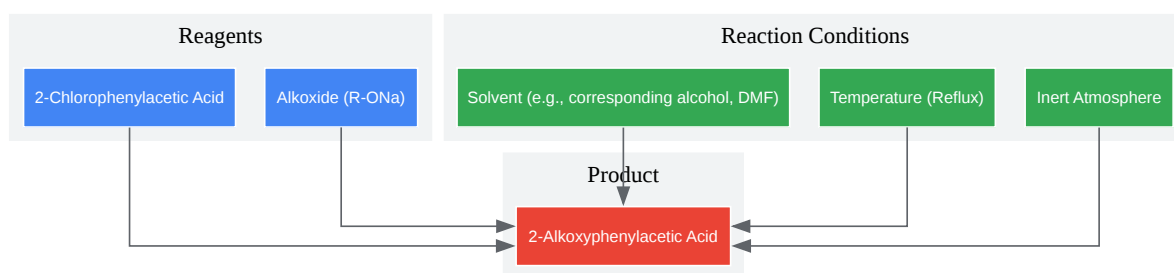 Reagents
Reaction Conditions
2-Chlorophenylacetic Acid
Alkoxide (R-ONa)
Solvent (e.g., corresponding alcohol, DMF)
Temperature (Reflux)
Inert Atmosphere
Product
2-Alkoxyphenylacetic Acid